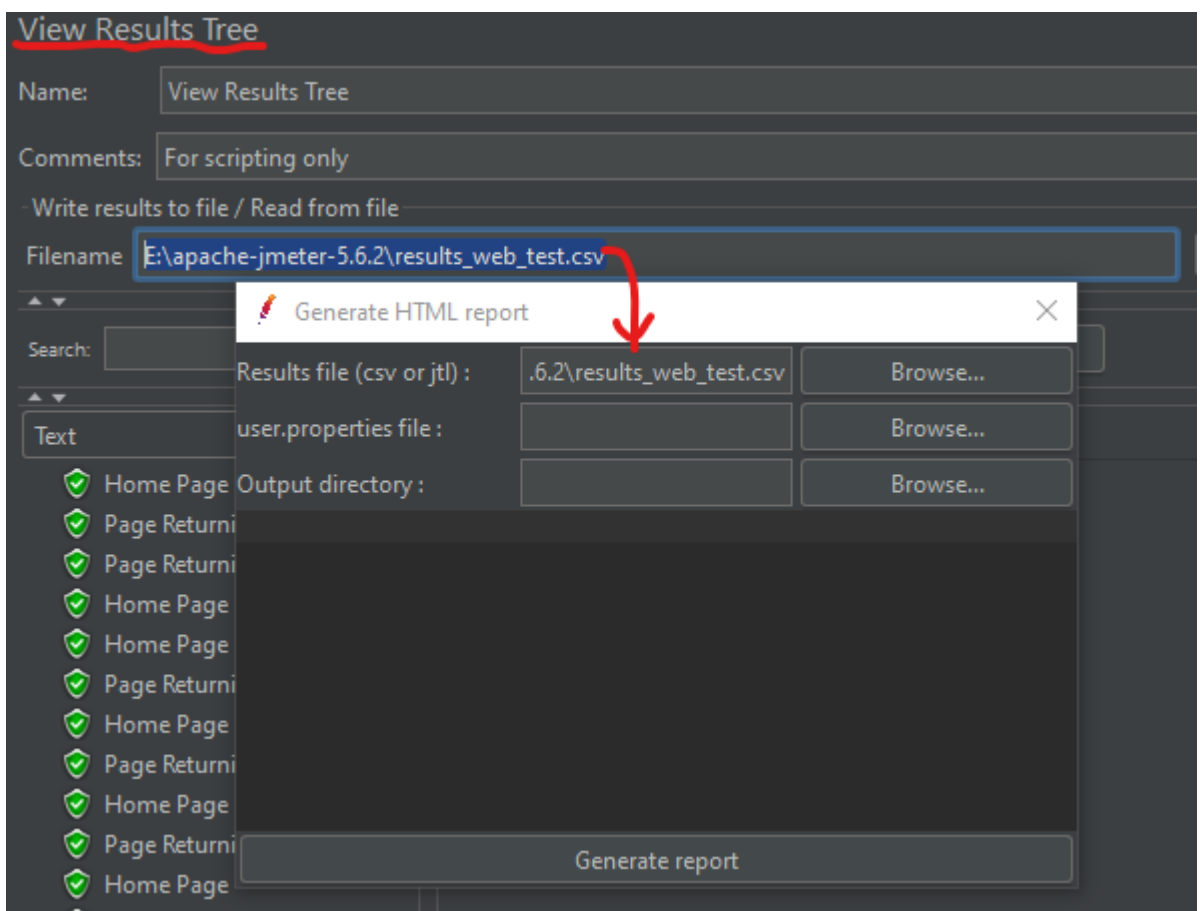 View Results Tree
Name: View Results Tree
Comments: For scripting only
Write results to file / Read from file
Filename E:\apache-jmeter-5.6.2\results_web_test.csv
Generate HTML report
Search:
Results file (csv or jtl) : .6.2\results_web_test.csv Browse...
Text
user.properties file : Browse...
Home Page
Output directory : Browse...
Page Returni
Page Returni
Home Page
Home Page
Page Returni
Home Page
Page Returni
Home Page
Page Returni
Generate report
Home Page